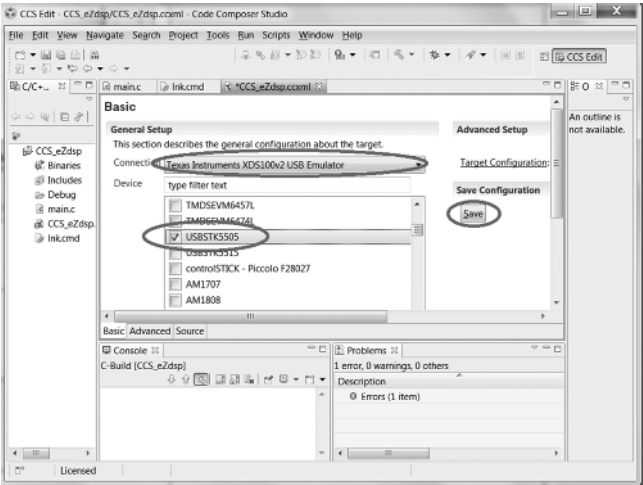 CCS Edit - CCS_eZdsp/CCS_eZdsp.ccxml - Code Composer Studio
File Edit View Navigate Search Project Tools Run Scripts Window Help
CCS Edit
C/C+...
main.c
lnk.cmd
*CCS_eZdsp.ccxml
O
CCS_eZdsp
Binaries
Includes
Debug
main.c
CCS_eZdsp.
lnk.cmd
Basic
General Setup
This section describes the general configuration about the target.
Connection
Texas Instruments XDS100v2 USB Emulator
Device
type filter text
TMDSEVM6457L
TMDSEVM6474L
USBSTK5505
USBSTK5515
controlSTICK - Piccolo F28027
AM1707
AM1808
Advanced Setup
Target Configuration:
Save Configuration
Save
Basic Advanced Source
An outline is
not available.
Console
C-Build [CCS_eZdsp]
Problems
1 error, 0 warnings, 0 others
Description
Errors (1 item)
Licensed